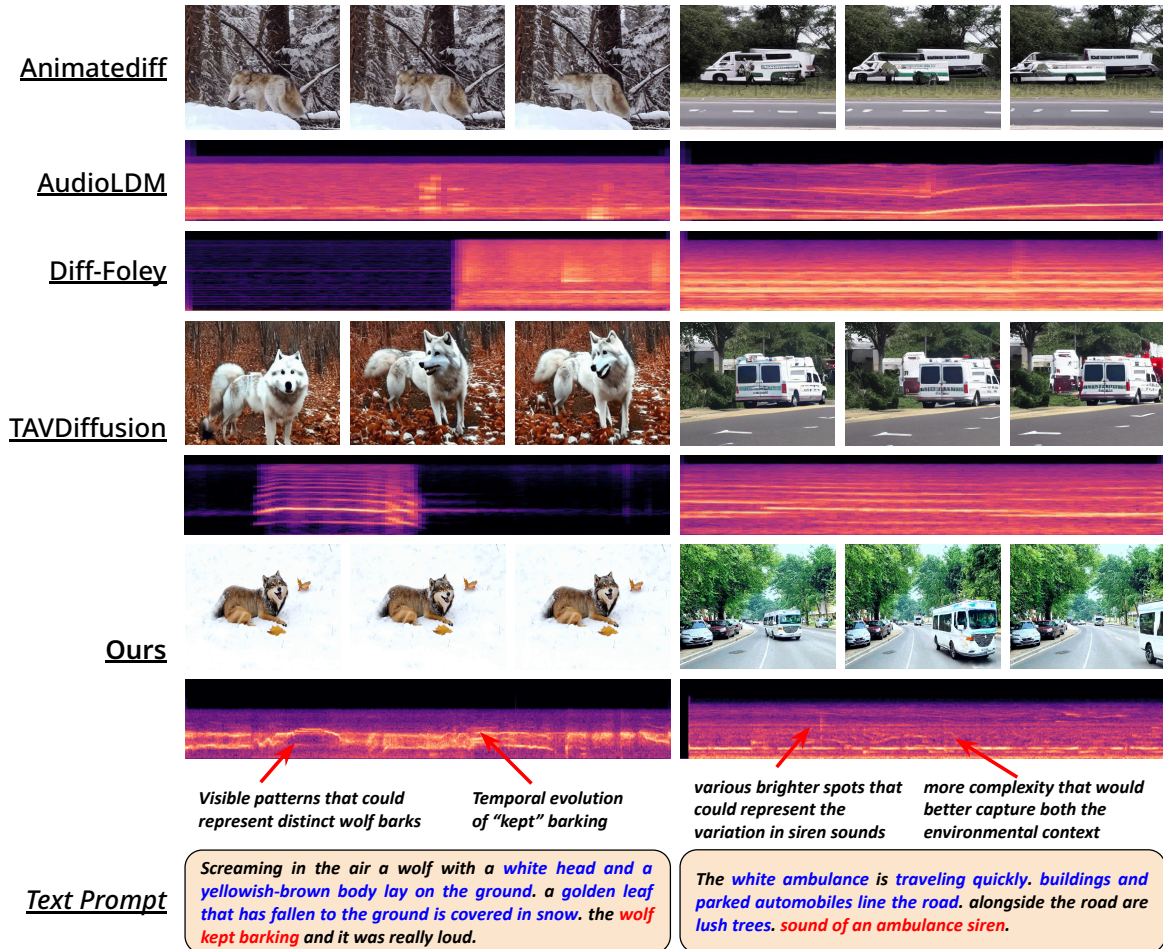 Animatediff
AudioLDM
Diff-Foley
TAVDiffusion
Ours
Visible patterns that could
represent distinct wolf barks
Temporal evolution
of “kept” barking
various brighter spots that
could represent the
variation in siren sounds
more complexity that would
better capture both the
environmental context
Text Prompt
Screaming in the air a wolf with a white head and a
yellowish-brown body lay on the ground. a golden leaf
that has fallen to the ground is covered in snow. the wolf
kept barking and it was really loud.
The white ambulance is traveling quickly. buildings and
parked automobiles line the road. alongside the road are
lush trees. sound of an ambulance siren.